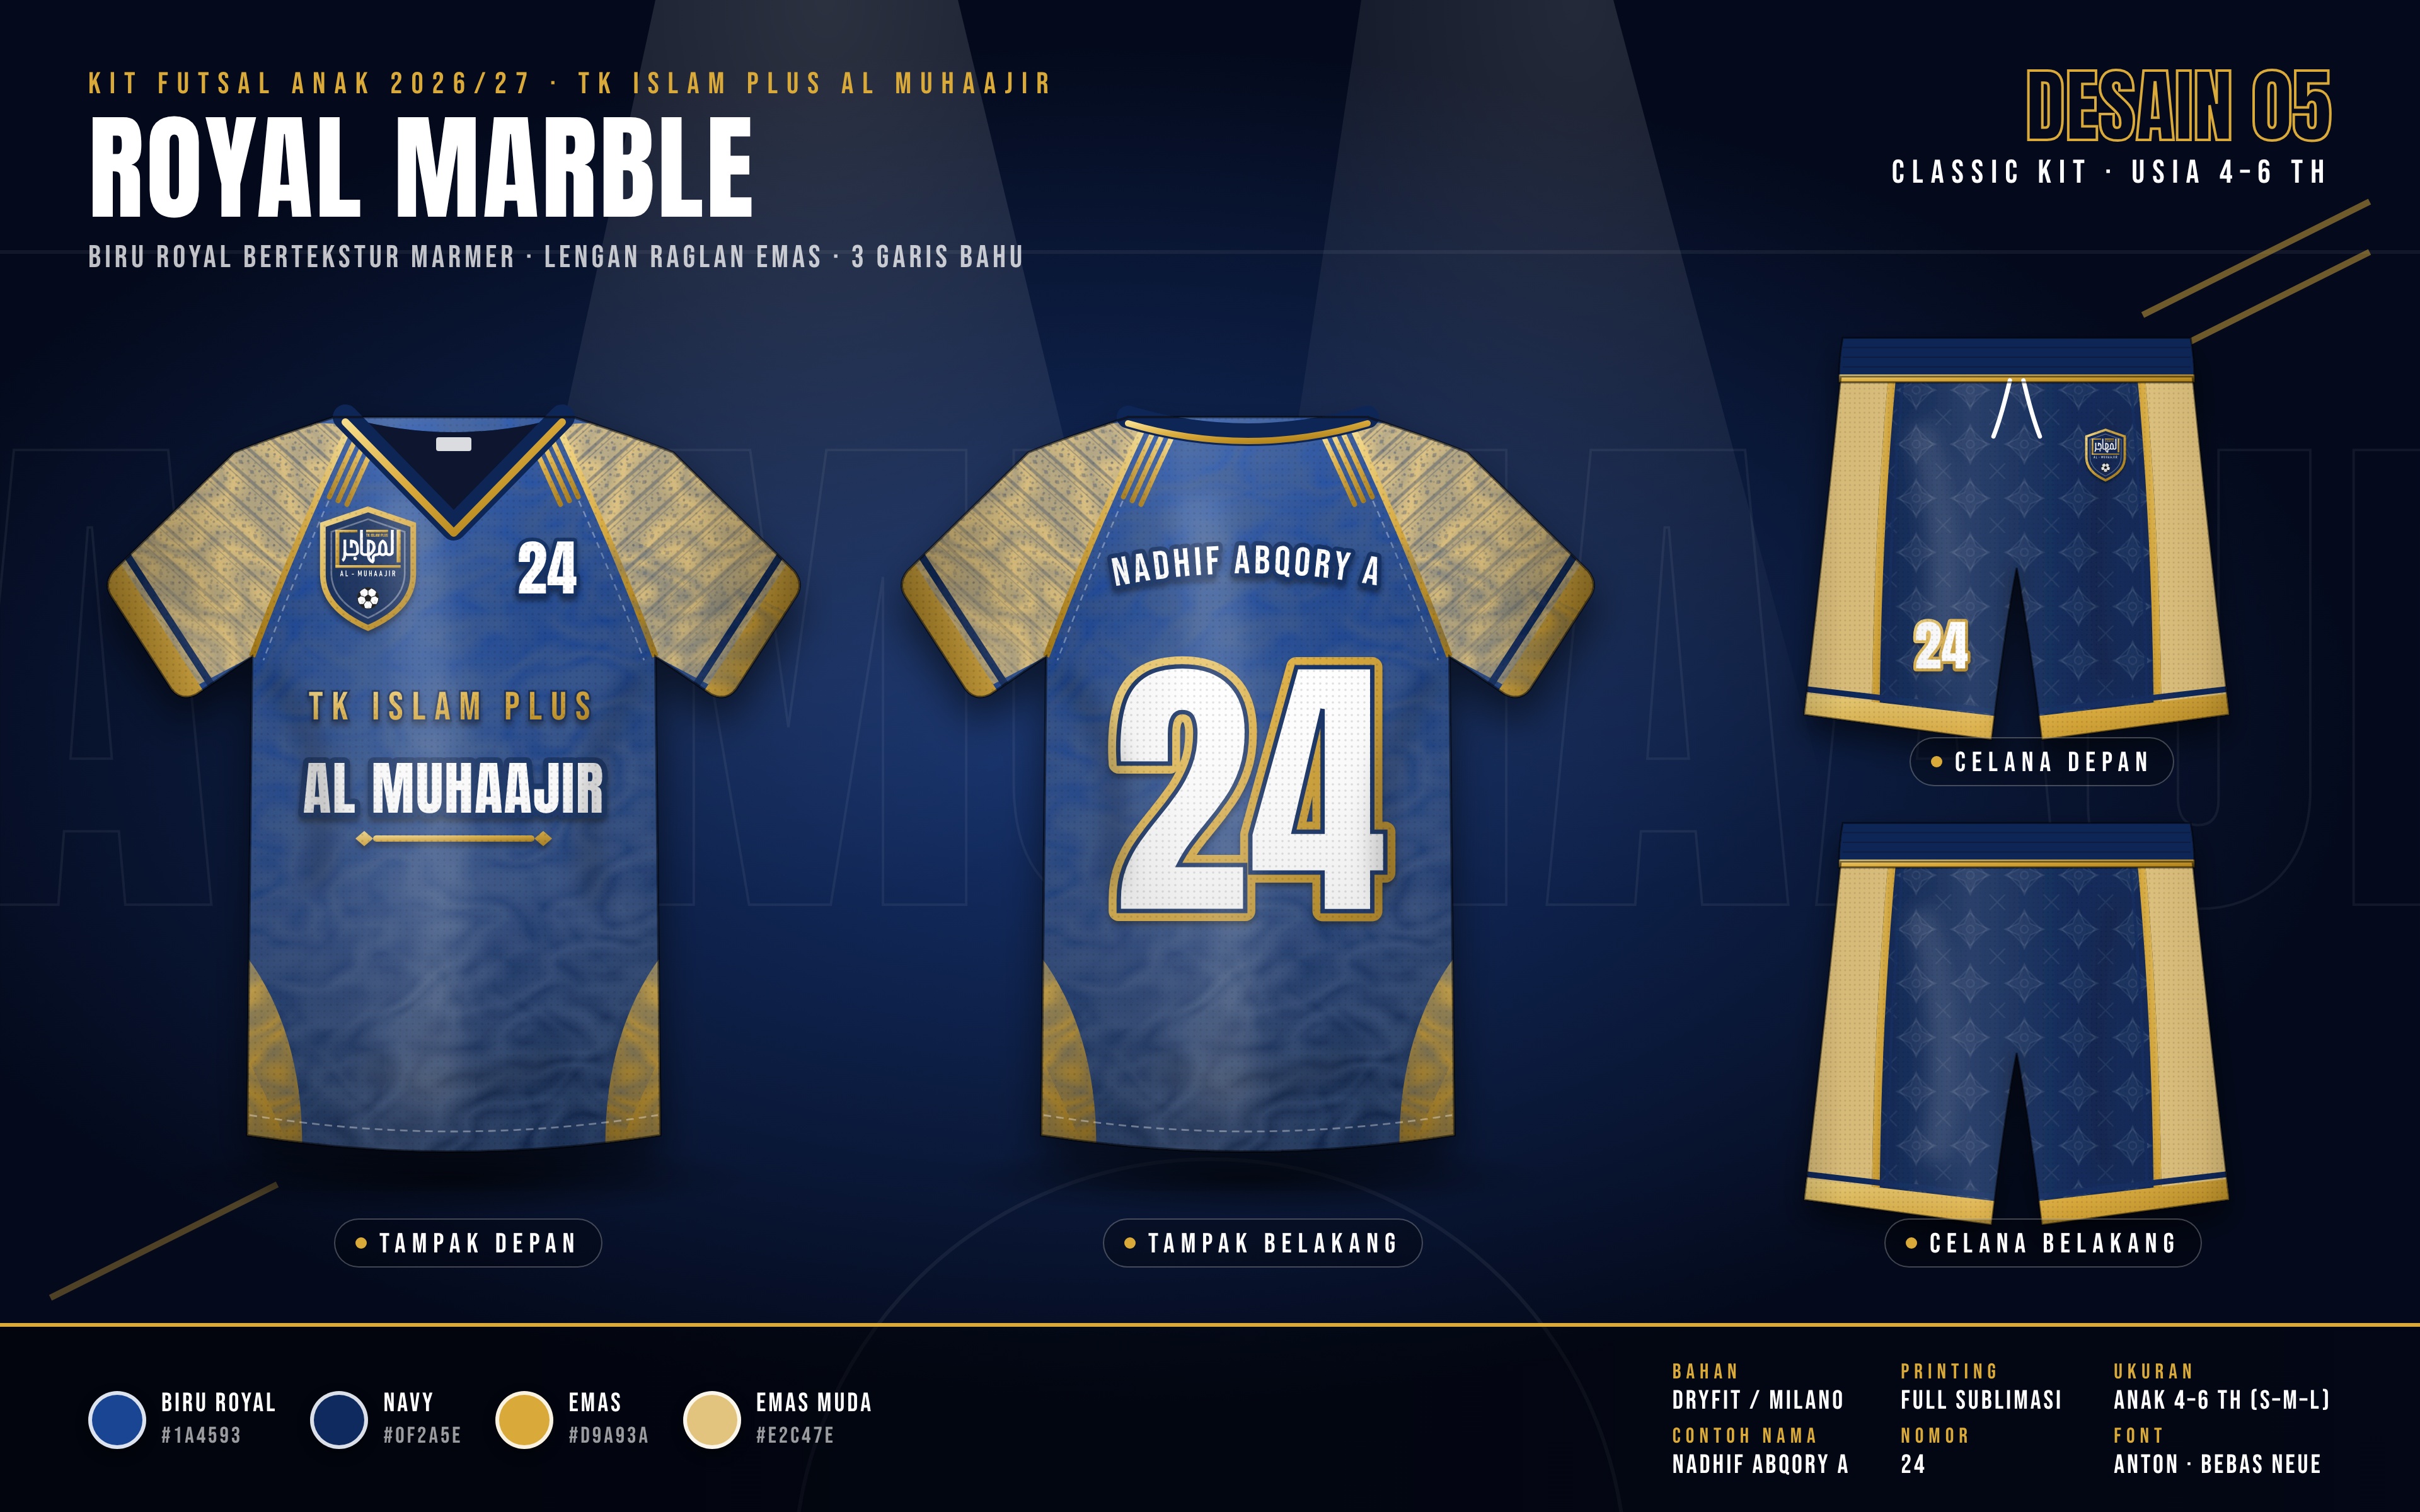 KIT FUTSAL ANAK 2026/27 · TK ISLAM PLUS AL MUHAAJIR
ROYAL MARBLE
BIRU ROYAL BERTEKSTUR MARMER · LENGAN RAGLAN EMAS · 3 GARIS BAHU
DESAIN 05
CLASSIC KIT · USIA 4–6 TH
المهاجر
AL - MUHAAJIR
24
TK ISLAM PLUS
AL MUHAAJIR
TAMPAK DEPAN
NADHIF ABQORY A
24
TAMPAK BELAKANG
المهاجر
AL - MUHAAJIR
24
CELANA DEPAN
CELANA BELAKANG
BIRU ROYAL
#1A4593
NAVY
#0F2A5E
EMAS
#D9A93A
EMAS MUDA
#E2C47E
BAHAN
DRYFIT / MILANO
PRINTING
FULL SUBLIMASI
UKURAN
ANAK 4–6 TH (S–M–L)
CONTOH NAMA
NADHIF ABQORY A
NOMOR
24
FONT
ANTON · BEBAS NEUE